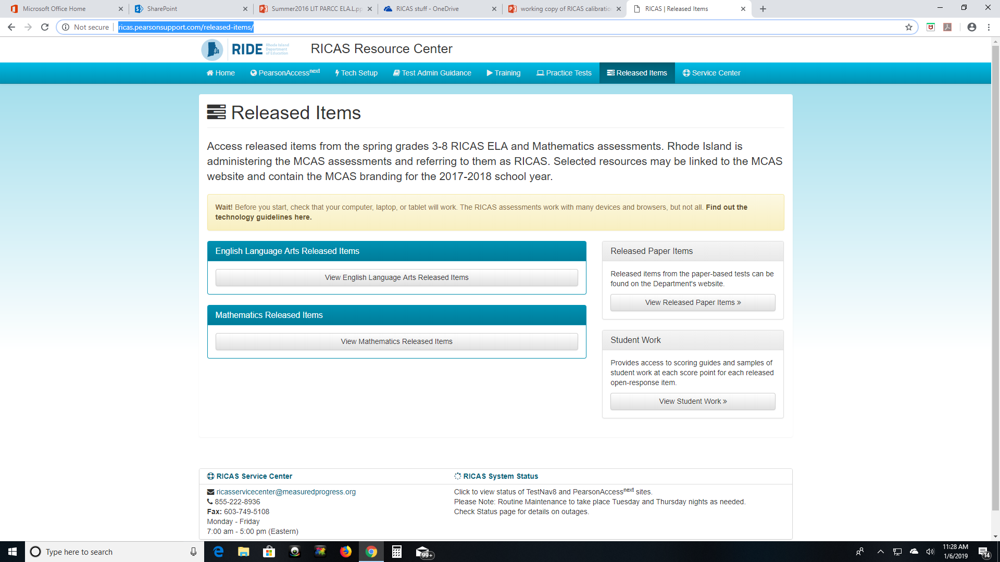 Microsoft Office Home
SharePoint
Summer2016 LIT PARCC ELA.L.pp
RICAS stuff - OneDrive
working copy of RICAS calibratio
RICAS | Released Items
Not secure
ricas.pearsonsupport.com/released-items/
RIDE Rhode Island
Department
of Education
RICAS Resource Center
Home
PearsonAccessnext
Tech Setup
Test Admin Guidance
Training
Practice Tests
Released Items
Service Center
Released Items
Access released items from the spring grades 3-8 RICAS ELA and Mathematics assessments. Rhode Island is
administering the MCAS assessments and referring to them as RICAS. Selected resources may be linked to the MCAS
website and contain the MCAS branding for the 2017-2018 school year.
Wait! Before you start, check that your computer, laptop, or tablet will work. The RICAS assessments work with many devices and browsers, but not all. Find out the
technology guidelines here.
English Language Arts Released Items
View English Language Arts Released Items
Mathematics Released Items
View Mathematics Released Items
Released Paper Items
Released items from the paper-based tests can be
found on the Department's website.
View Released Paper Items »
Student Work
Provides access to scoring guides and samples of
student work at each score point for each released
open-response item.
View Student Work »
RICAS Service Center
ricasservicecenter@measuredprogress.org
855-222-8936
Fax: 603-749-5108
Monday - Friday
7:00 am - 5:00 pm (Eastern)
RICAS System Status
Click to view status of TestNav8 and PearsonAccessnext sites.
Please Note: Routine Maintenance to take place Tuesday and Thursday nights as needed.
Check Status page for details on outages.
Type here to search
99+
11:28 AM
1/6/2019
14